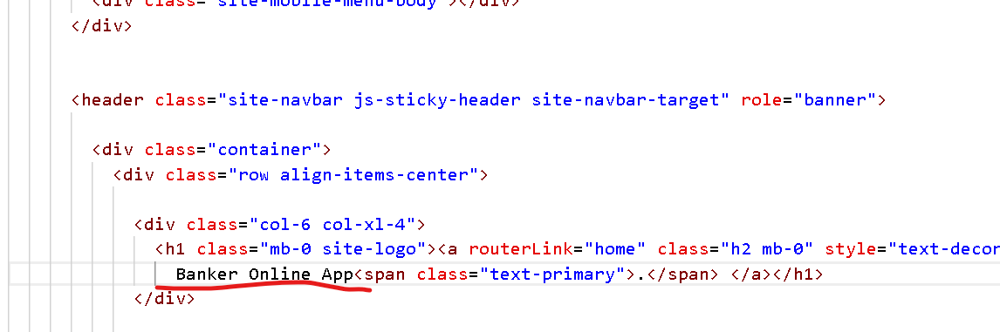 <div class="site-mobile-menu-body"></div>
</div>
<header class="site-navbar js-sticky-header site-navbar-target" role="banner">
<div class="container">
<div class="row align-items-center">
<div class="col-6 col-xl-4">
<h1 class="mb-0 site-logo"><a routerLink="home" class="h2 mb-0" style="text-decor
Banker Online App<span class="text-primary">.</span> </a></h1>
</div>